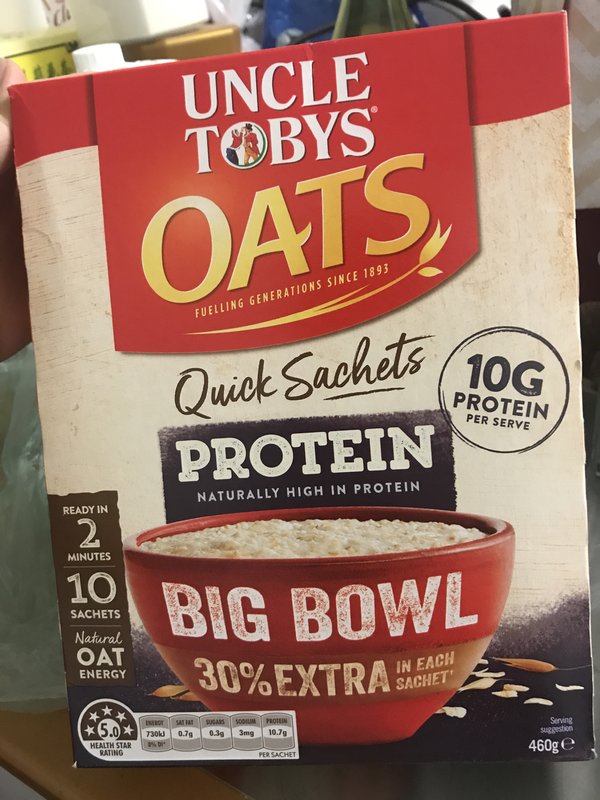 UNCLE
TOBYS®
OATS
FUELLING GENERATIONS SINCE 1893
Quick Sachets
10G
PROTEIN
PER SERVE
PROTEIN
NATURALLY HIGH IN PROTEIN
READY IN
2
MINUTES
10
SACHETS
Natural
OAT
ENERGY
BIG BOWL
30% EXTRA IN EACH
SACHET†
5.0
HEALTH STAR
RATING
ENERGY SAT FAT SUGARS SODIUM PROTEIN
730kJ 0.7g 0.3g 3mg 10.7g
8% DI*
PER SACHET
Serving
suggestion
460g e